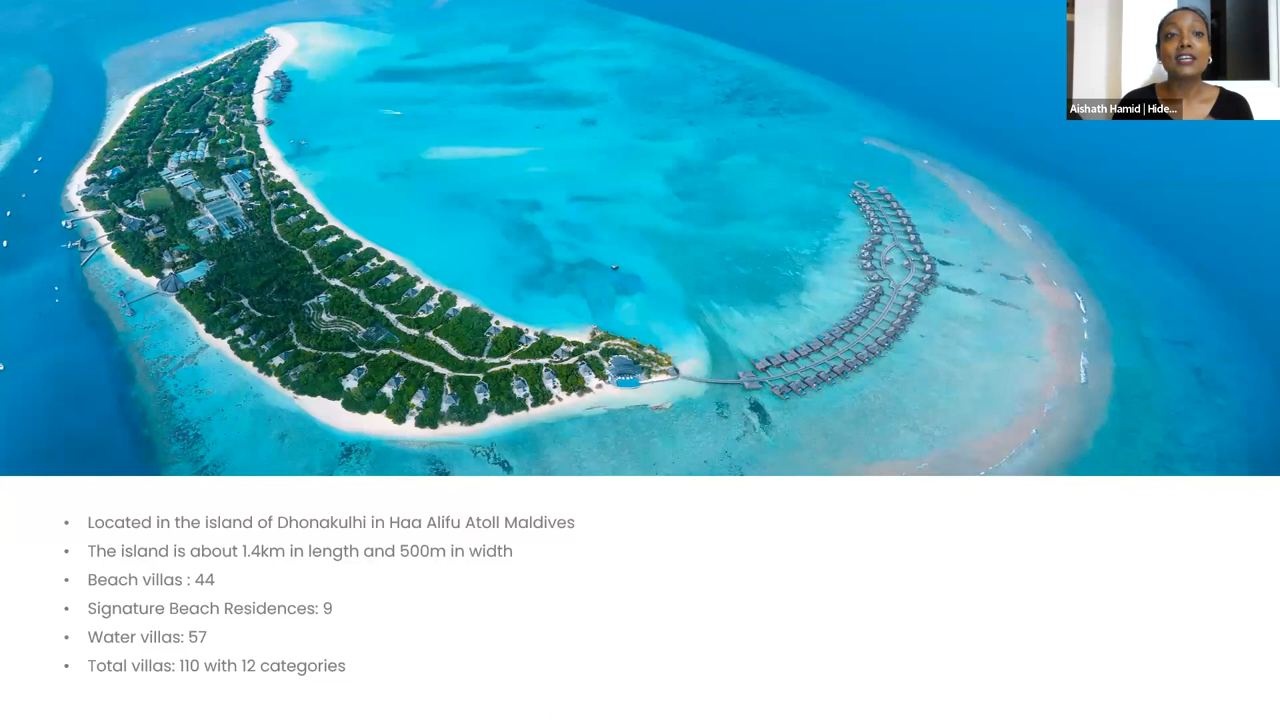 Aishath Hamid | Hide...
• Located in the island of Dhonakulhi in Haa Alifu Atoll Maldives
• The island is about 1.4km in length and 500m in width
• Beach villas : 44
• Signature Beach Residences: 9
• Water villas: 57
• Total villas: 110 with 12 categories